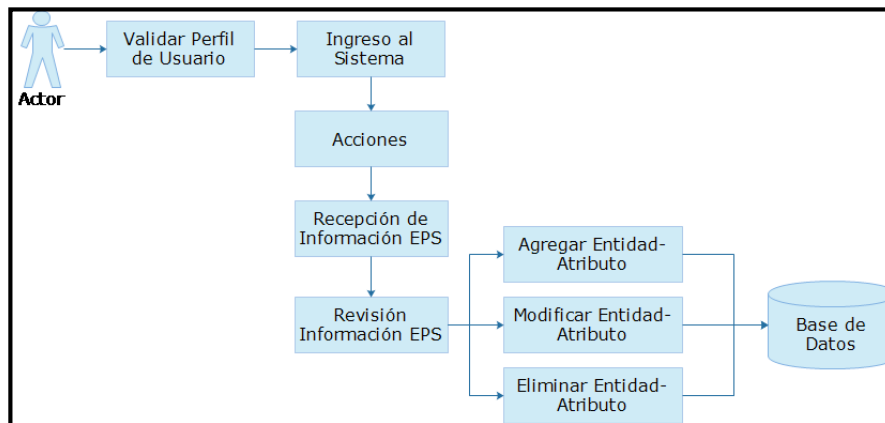 Actor
Validar Perfil
de Usuario
Ingreso al
Sistema
Acciones
Recepción de
Información EPS
Revisión
Información EPS
Agregar Entidad-
Atributo
Modificar Entidad-
Atributo
Eliminar Entidad-
Atributo
Base de
Datos